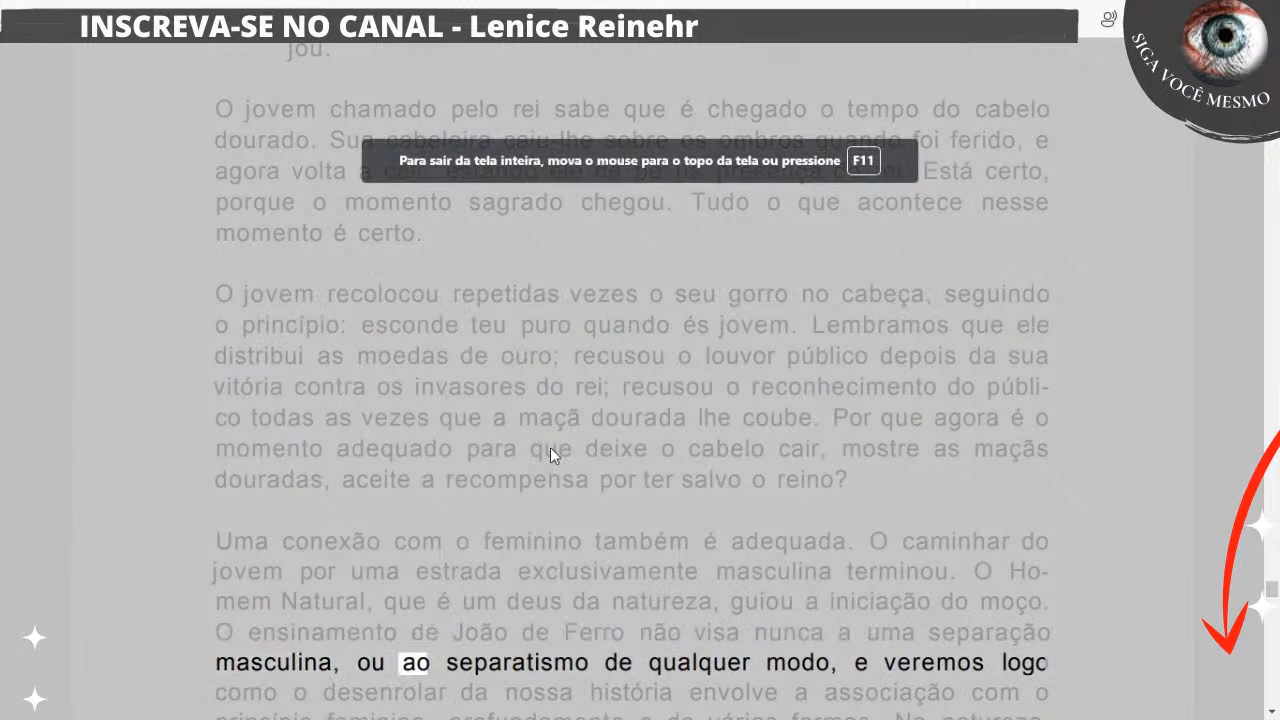 INSCREVA-SE NO CANAL - Lenice Reinehr
SIGA VOCÊ MESMO
jou.
O jovem chamado pelo rei sabe que é chegado o tempo do cabelo
dourado. Sua cabeleira caiu-lhe sobre os ombros quando foi ferido, e
Para sair da tela inteira, mova o mouse para o topo da tela ou pressione F11
agora volta a cair, estando ele de pé na presença do rei. Está certo,
porque o momento sagrado chegou. Tudo o que acontece nesse
momento é certo.
O jovem recolocou repetidas vezes o seu gorro no cabeça, seguindo
o princípio: esconde teu puro quando és jovem. Lembramos que ele
distribui as moedas de ouro; recusou o louvor público depois da sua
vitória contra os invasores do rei; recusou o reconhecimento do públi-
co todas as vezes que a maçã dourada lhe coube. Por que agora é o
momento adequado para que deixe o cabelo cair, mostre as maçãs
douradas, aceite a recompensa por ter salvo o reino?
Uma conexão com o feminino também é adequada. O caminhar do
jovem por uma estrada exclusivamente masculina terminou. O Ho-
mem Natural, que é um deus da natureza, guiou a iniciação do moço.
O ensinamento de João de Ferro não visa nunca a uma separação
masculina, ou ao separatismo de qualquer modo, e veremos logo
como o desenrolar da nossa história envolve a associação com o